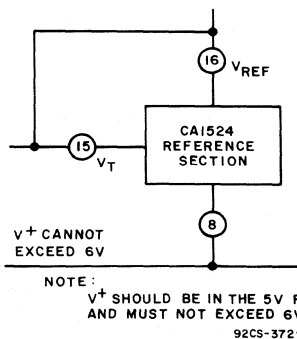 16
VREF
CA1524
REFERENCE
SECTION
15
VT
8
V+ CANNOT
EXCEED 6V
NOTE:
V+ SHOULD BE IN THE 5V
AND MUST NOT EXCEED 6V
92CS-372